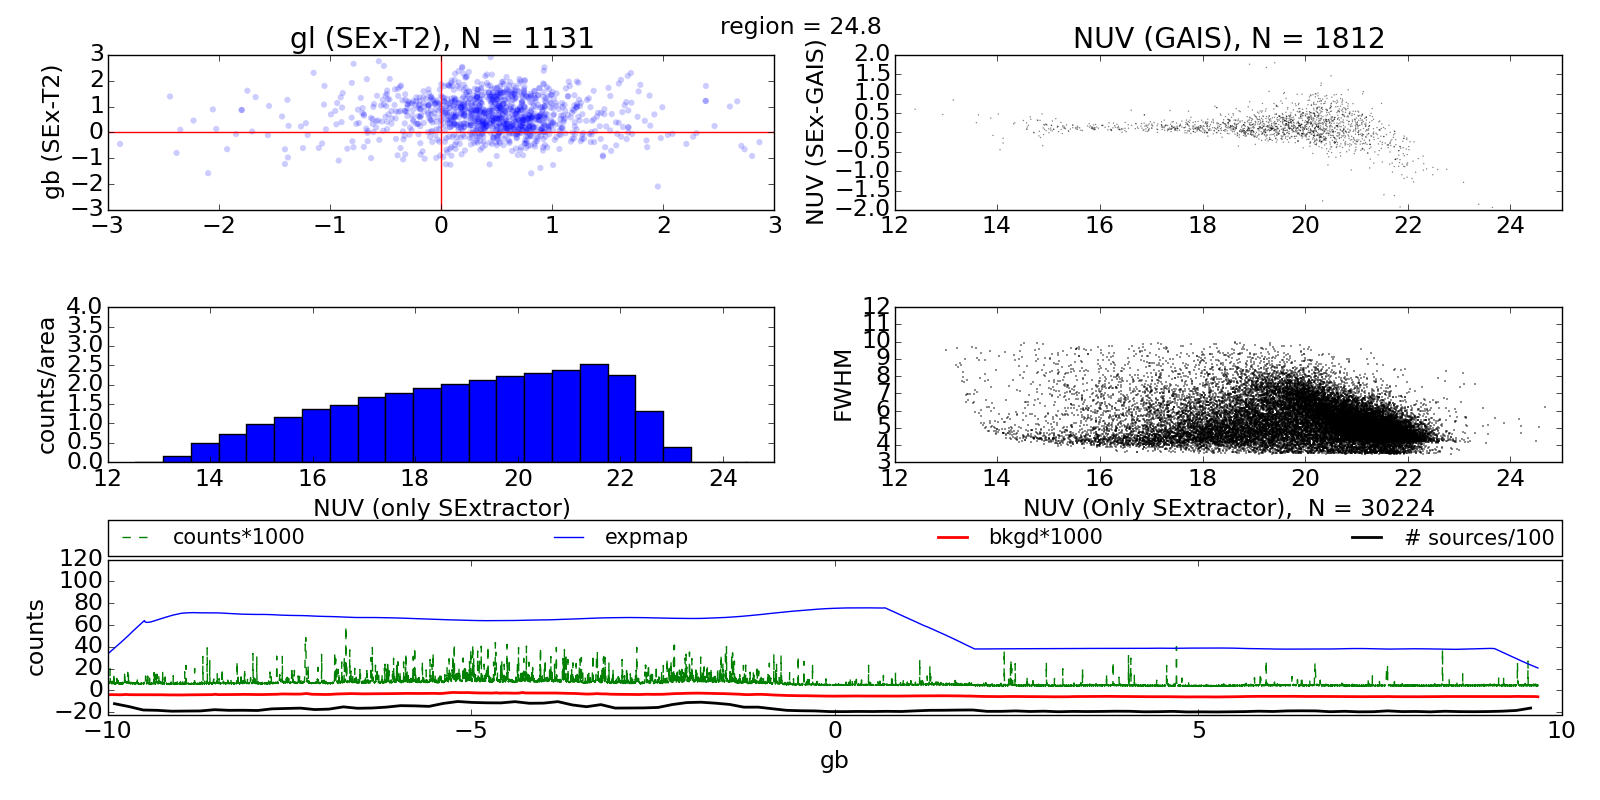 region = 24.8
gl (SEx-T2), N = 1131
gb (SEx-T2)
3
2
1
0
−1
−2
−3
−3 −2 −1 0 1 2 3
NUV (GAIS), N = 1812
NUV (SEx-GAIS)
2.0
1.5
1.0
0.5
0.0
−0.5
−1.0
−1.5
−2.0
12 14 16 18 20 22 24
counts/area
4.0
3.5
3.0
2.5
2.0
1.5
1.0
0.5
0.0
12 14 16 18 20 22 24
NUV (only SExtractor)
FWHM
12
11
10
9
8
7
6
5
4
3
12 14 16 18 20 22 24
NUV (Only SExtractor), N = 30224
counts*1000 expmap bkgd*1000 # sources/100
counts
120
100
80
60
40
20
0
−20
−10 −5 0 5 10
gb